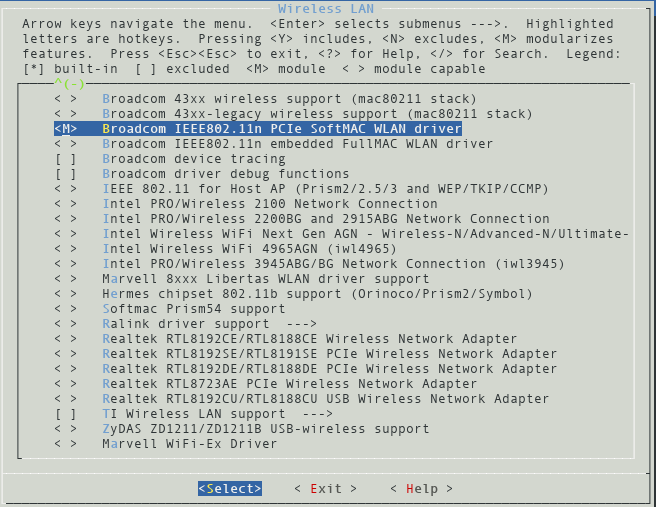 Wireless LAN
Arrow keys navigate the menu. <Enter> selects submenus --->. Highlighted
letters are hotkeys. Pressing <Y> includes, <N> excludes, <M> modularizes
features. Press <Esc><Esc> to exit, <?> for Help, </> for Search. Legend:
[*] built-in [ ] excluded <M> module < > module capable
^(-)
< > Broadcom 43xx wireless support (mac80211 stack)
< > Broadcom 43xx-legacy wireless support (mac80211 stack)
<M> Broadcom IEEE802.11n PCIe SoftMAC WLAN driver
< > Broadcom IEEE802.11n embedded FullMAC WLAN driver
[ ] Broadcom device tracing
[ ] Broadcom driver debug functions
< > IEEE 802.11 for Host AP (Prism2/2.5/3 and WEP/TKIP/CCMP)
< > Intel PRO/Wireless 2100 Network Connection
< > Intel PRO/Wireless 2200BG and 2915ABG Network Connection
< > Intel Wireless WiFi Next Gen AGN - Wireless-N/Advanced-N/Ultimate-
< > Intel Wireless WiFi 4965AGN (iwl4965)
< > Intel PRO/Wireless 3945ABG/BG Network Connection (iwl3945)
< > Marvell 8xxx Libertas WLAN driver support
< > Hermes chipset 802.11b support (Orinoco/Prism2/Symbol)
< > Softmac Prism54 support
< > Ralink driver support --->
< > Realtek RTL8192CE/RTL8188CE Wireless Network Adapter
< > Realtek RTL8192SE/RTL8191SE PCIe Wireless Network Adapter
< > Realtek RTL8192DE/RTL8188DE PCIe Wireless Network Adapter
< > Realtek RTL8723AE PCIe Wireless Network Adapter
< > Realtek RTL8192CU/RTL8188CU USB Wireless Network Adapter
[ ] TI Wireless LAN support --->
< > ZyDAS ZD1211/ZD1211B USB-wireless support
< > Marvell WiFi-Ex Driver
<Select> < Exit > < Help >